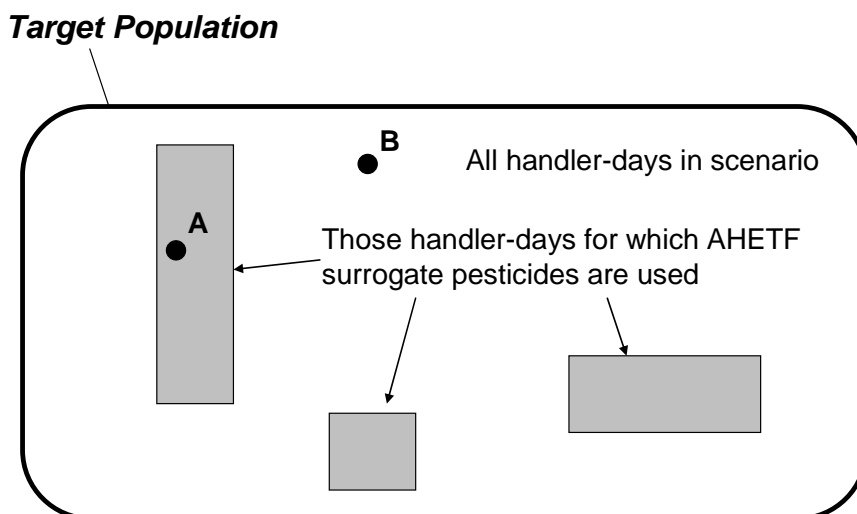 Target Population
B
All handler-days in scenario
A
Those handler-days for which AHETF
surrogate pesticides are used